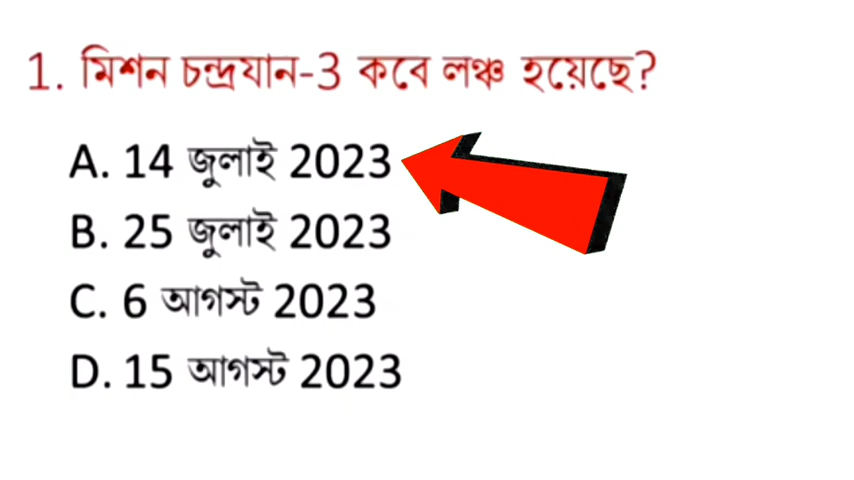 1. মিশন চন্দ্রযান-3 কবে লঞ্চ হয়েছে?
A. 14 জুলাই 2023
B. 25 জুলাই 2023
C. 6 আগস্ট 2023
D. 15 আগস্ট 2023